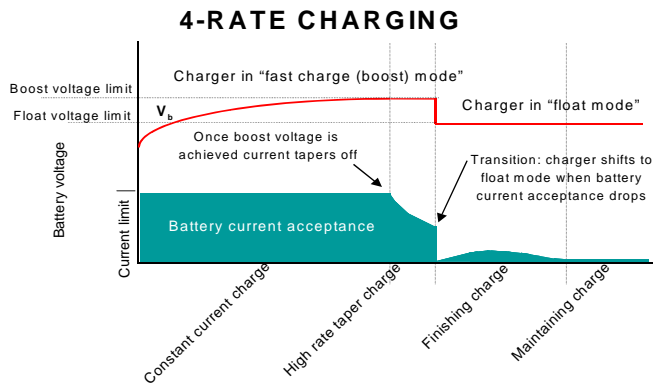 4-RATE CHARGING
Charger in “fast charge (boost) mode”
Boost voltage limit
Float voltage limit
Vb
Charger in “float mode”
Once boost voltage is
achieved current tapers off
Transition: charger shifts to
float mode when battery
current acceptance drops
Battery voltage
Current limit
Battery current acceptance
Constant current charge
High rate taper charge
Finishing charge
Maintaining charge